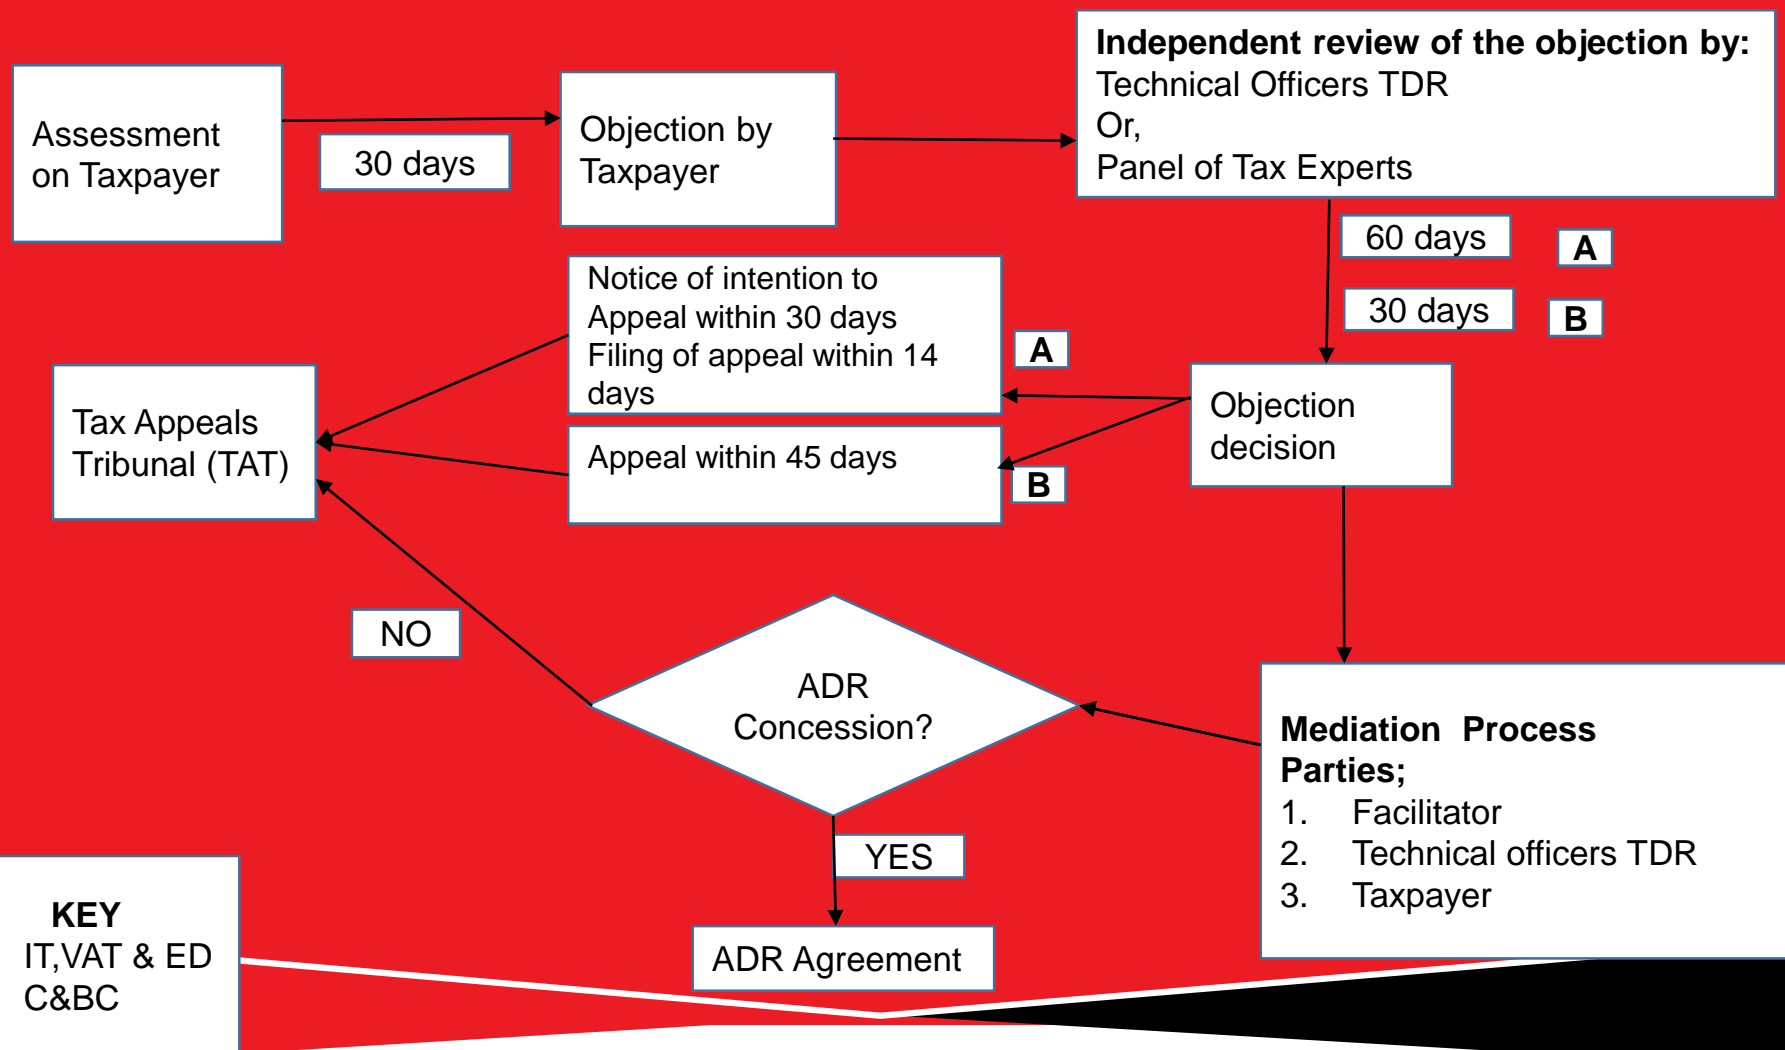 Assessment
on Taxpayer
30 days
Objection by
Taxpayer
Independent review of the objection by:
Technical Officers TDR
Or,
Panel of Tax Experts
60 days
A
30 days
B
Notice of intention to
Appeal within 30 days
Filing of appeal within 14
days
A
Appeal within 45 days
B
Objection
decision
Tax Appeals
Tribunal (TAT)
NO
ADR
Concession?
YES
ADR Agreement
Mediation Process
Parties;
1. Facilitator
2. Technical officers TDR
3. Taxpayer
KEY
IT,VAT & ED
C&BC